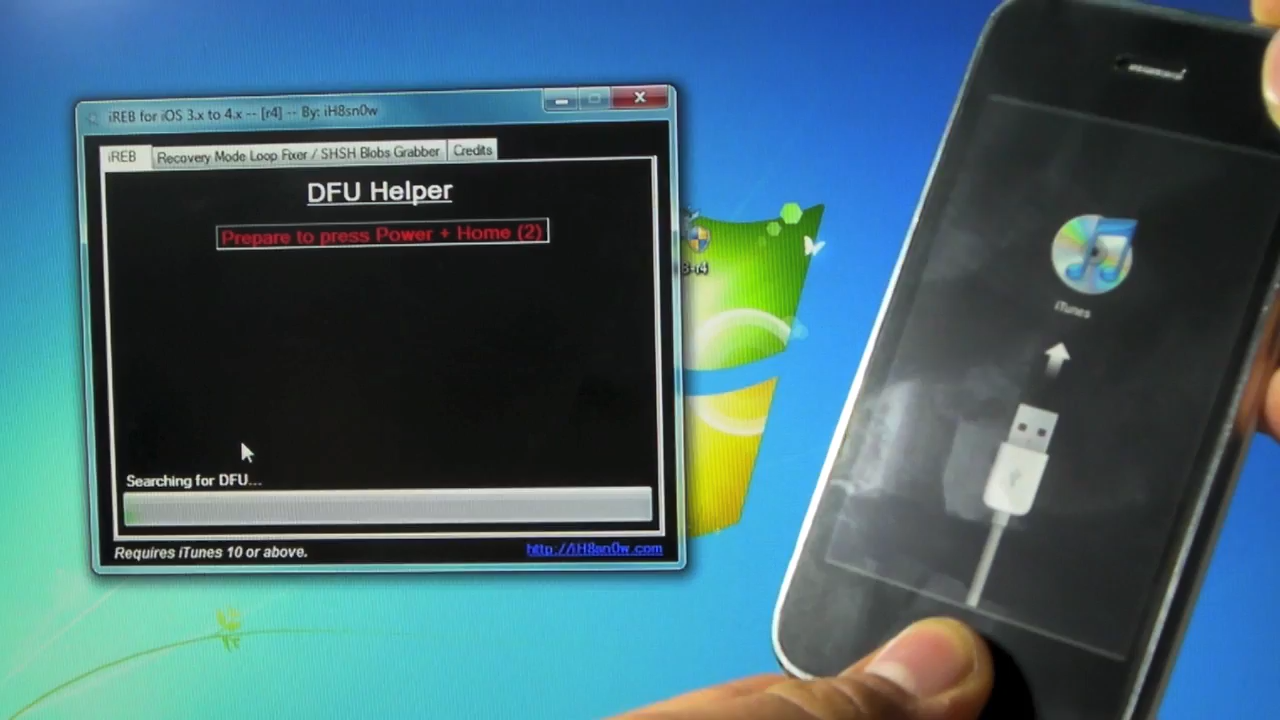 iREB for iOS 3.x to 4.x -- [r4] -- By: iH8sn0w
iREB
Recovery Mode Loop Fixer / SHSH Blobs Grabber
Credits
DFU Helper
Prepare to press Power + Home (2)
Searching for DFU...
Requires iTunes 10 or above.
http://iH8sn0w.com
iTunes